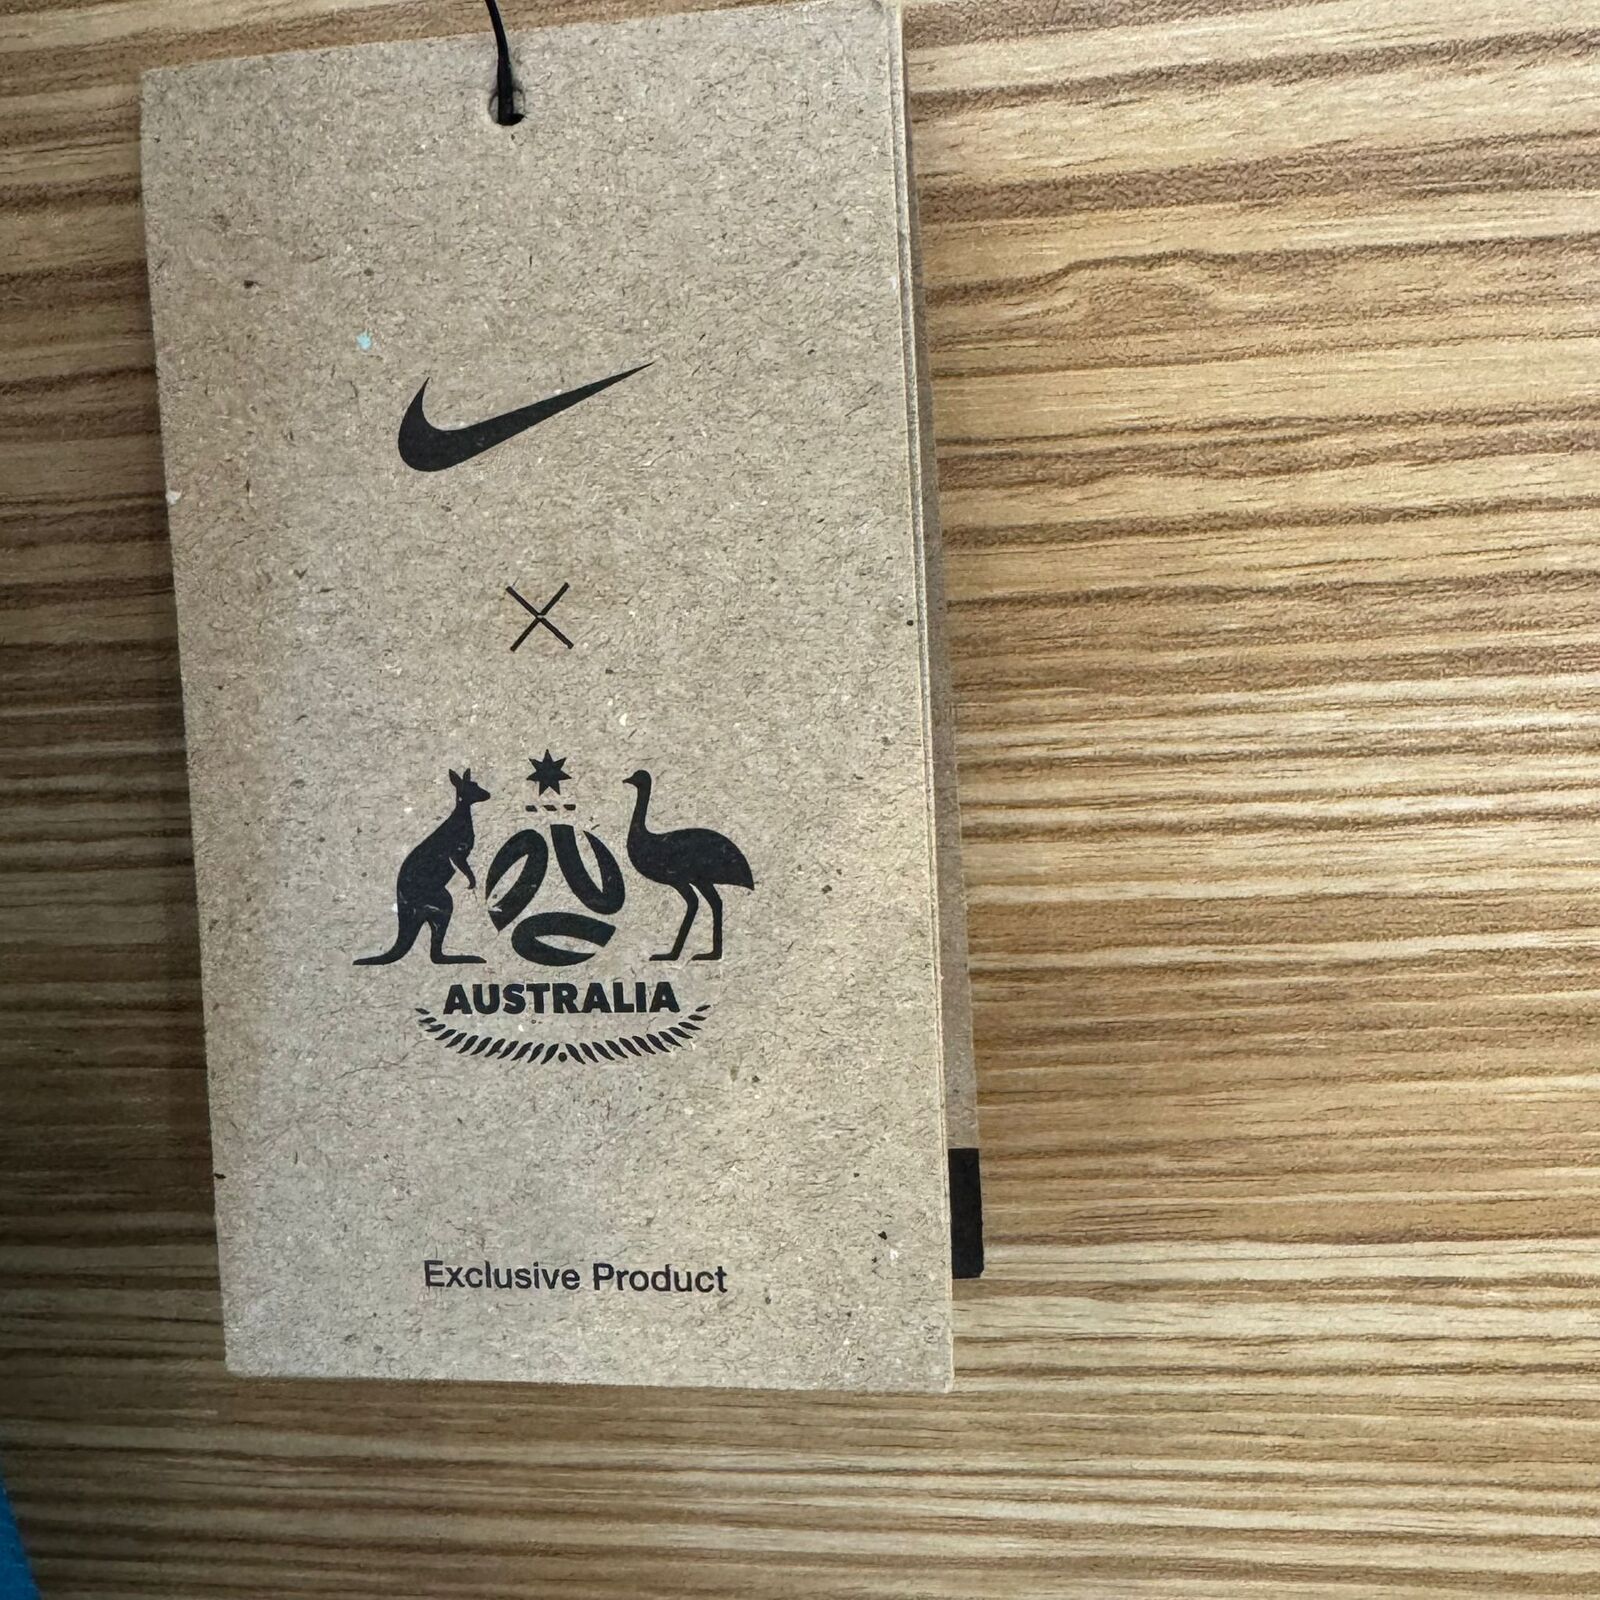 ×
AUSTRALIA
Exclusive Product